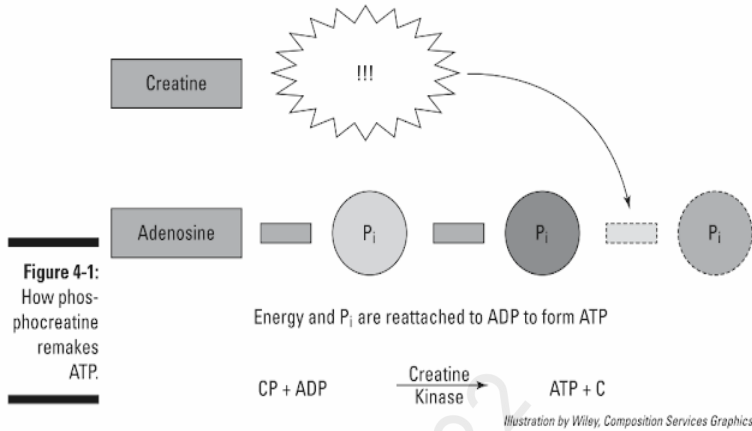 Creatine
!!!
Adenosine
Pi
Pi
Pi
Figure 4-1:
How phos-
phocreatine
remakes
ATP.
Energy and Pi are reattached to ADP to form ATP
CP + ADP
Creatine
Kinase
ATP + C
Illustration by Wiley, Composition Services Graphics